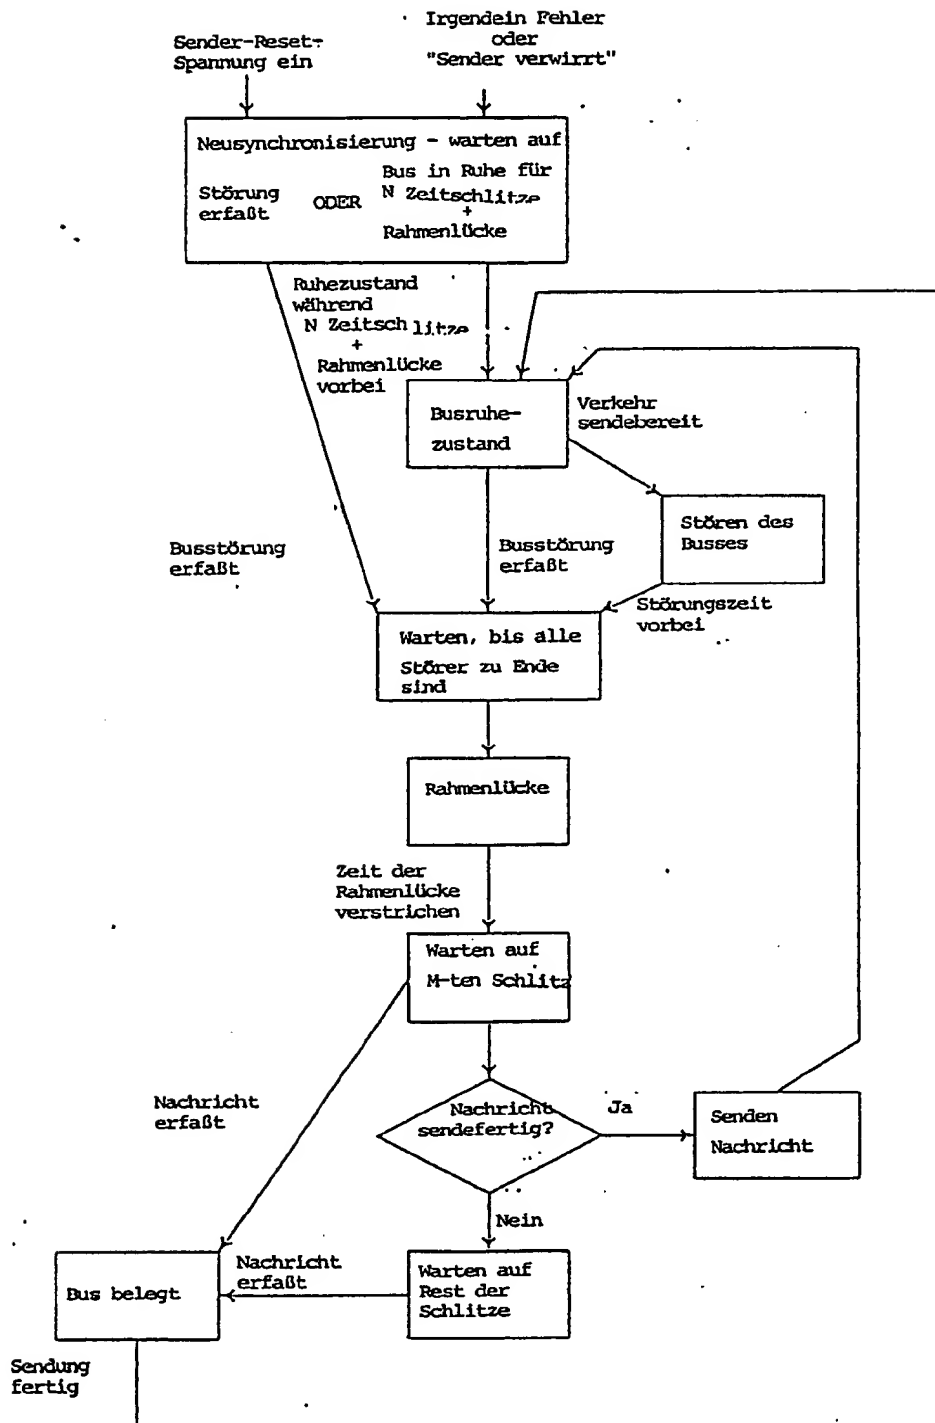 Irgendein Fehler
oder
"Sender verwirrt"
Sender-Reset-
Spannung ein
Neusynchronisierung - warten auf
Störung
erfaßt
ODER
Bus in Ruhe für
N Zeitschlitze
+
Rahmenlücke
Ruhezustand
während
N Zeitschlitze
+
Rahmenlücke
vorbei
Busruhe-
zustand
Verkehr
sendebereit
Stören des
Busses
Busstörung
erfaßt
Busstörung
erfaßt
Störungszeit
vorbei
Warten, bis alle
Störer zu Ende
sind
Rahmenlücke
Zeit der
Rahmenlücke
verstrichen
Warten auf
M-ten Schlitz
Nachricht
erfaßt
Nachricht
sendefertig?
Ja
Senden
Nachricht
Nein
Nachricht
erfaßt
Warten auf
Rest der
Schlitze
Bus belegt
Sendung
fertig